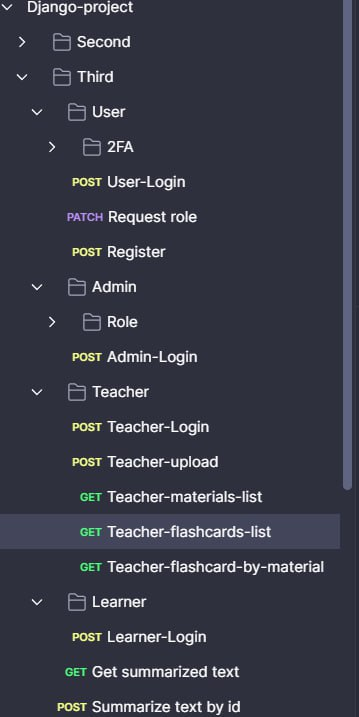 Django-project
Second
Third
User
2FA
POST User-Login
PATCH Request role
POST Register
Admin
Role
POST Admin-Login
Teacher
POST Teacher-Login
POST Teacher-upload
GET Teacher-materials-list
GET Teacher-flashcards-list
GET Teacher-flashcard-by-material
Learner
POST Learner-Login
GET Get summarized text
POST Summarize text by id